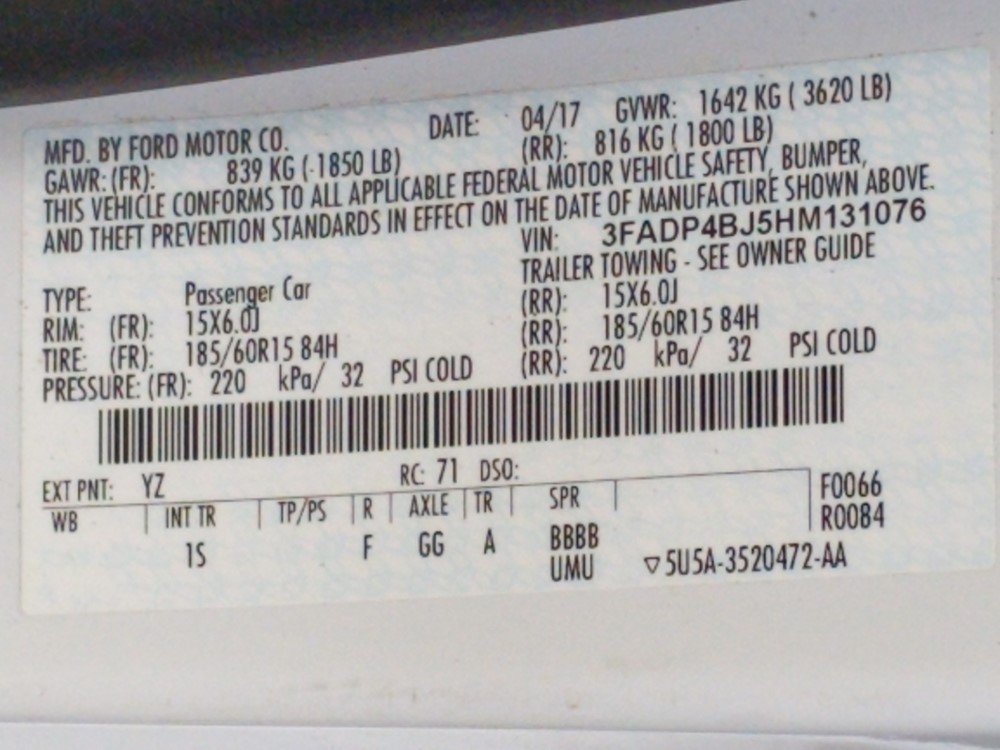 MFD. BY FORD MOTOR CO. DATE: 04/17 GVWR: 1642 KG ( 3620 LB)
GAWR: (FR): 839 KG ( 1850 LB) (RR): 816 KG ( 1800 LB)
THIS VEHICLE CONFORMS TO ALL APPLICABLE FEDERAL MOTOR VEHICLE SAFETY, BUMPER,
AND THEFT PREVENTION STANDARDS IN EFFECT ON THE DATE OF MANUFACTURE SHOWN ABOVE.
VIN: 3FADP4BJ5HM131076
TRAILER TOWING - SEE OWNER GUIDE
TYPE: Passenger Car
RIM: (FR): 15X6.0J (RR): 15X6.0J
TIRE: (FR): 185/60R15 84H (RR): 185/60R15 84H
PRESSURE: (FR): 220 kPa/ 32 PSI COLD (RR): 220 kPa/ 32 PSI COLD
EXT PNT: YZ RC: 71 DSO:
WB INT TR TP/PS R AXLE TR SPR F0066
R0084
1S F GG A BBBB
UMU ▽5U5A-3520472-AA